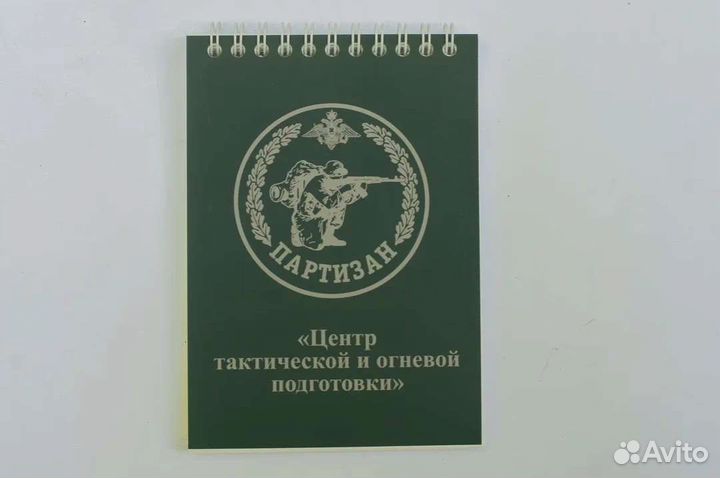 ПАРТИЗАН
«Центр
тактической и огневой
подготовки»
Avito